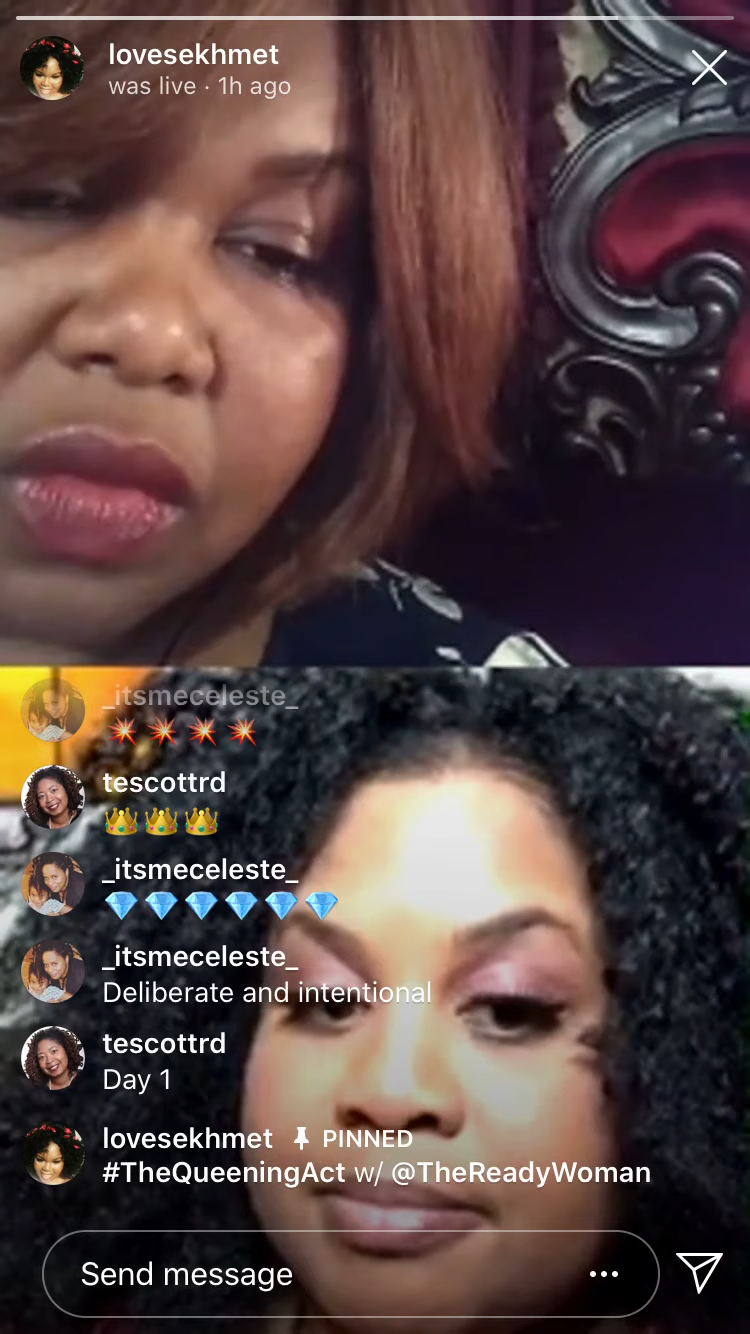 lovesekhmet
was live · 1h ago
_itsmeceleste_
💥 💥 💥 💥
tescottrd
👑👑👑
_itsmeceleste_
💎💎💎💎💎💎
_itsmeceleste_
Deliberate and intentional
tescottrd
Day 1
lovesekhmet 📌 PINNED
#TheQueeningAct w/ @TheReadyWoman
Send message